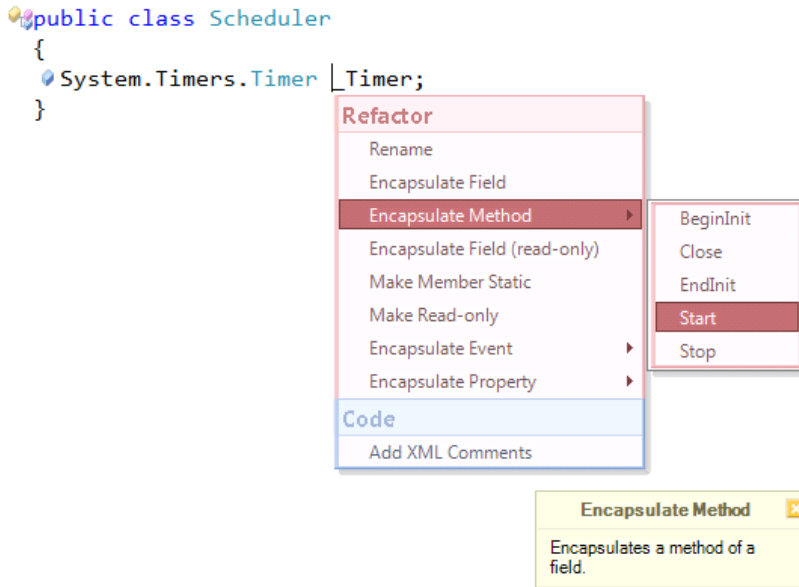 public class Scheduler
{
System.Timers.Timer _Timer;
}
Refactor
Rename
Encapsulate Field
Encapsulate Method
Encapsulate Field (read-only)
Make Member Static
Make Read-only
Encapsulate Event
Encapsulate Property
Code
Add XML Comments
BeginInit
Close
EndInit
Start
Stop
Encapsulate Method
Encapsulates a method of a
field.